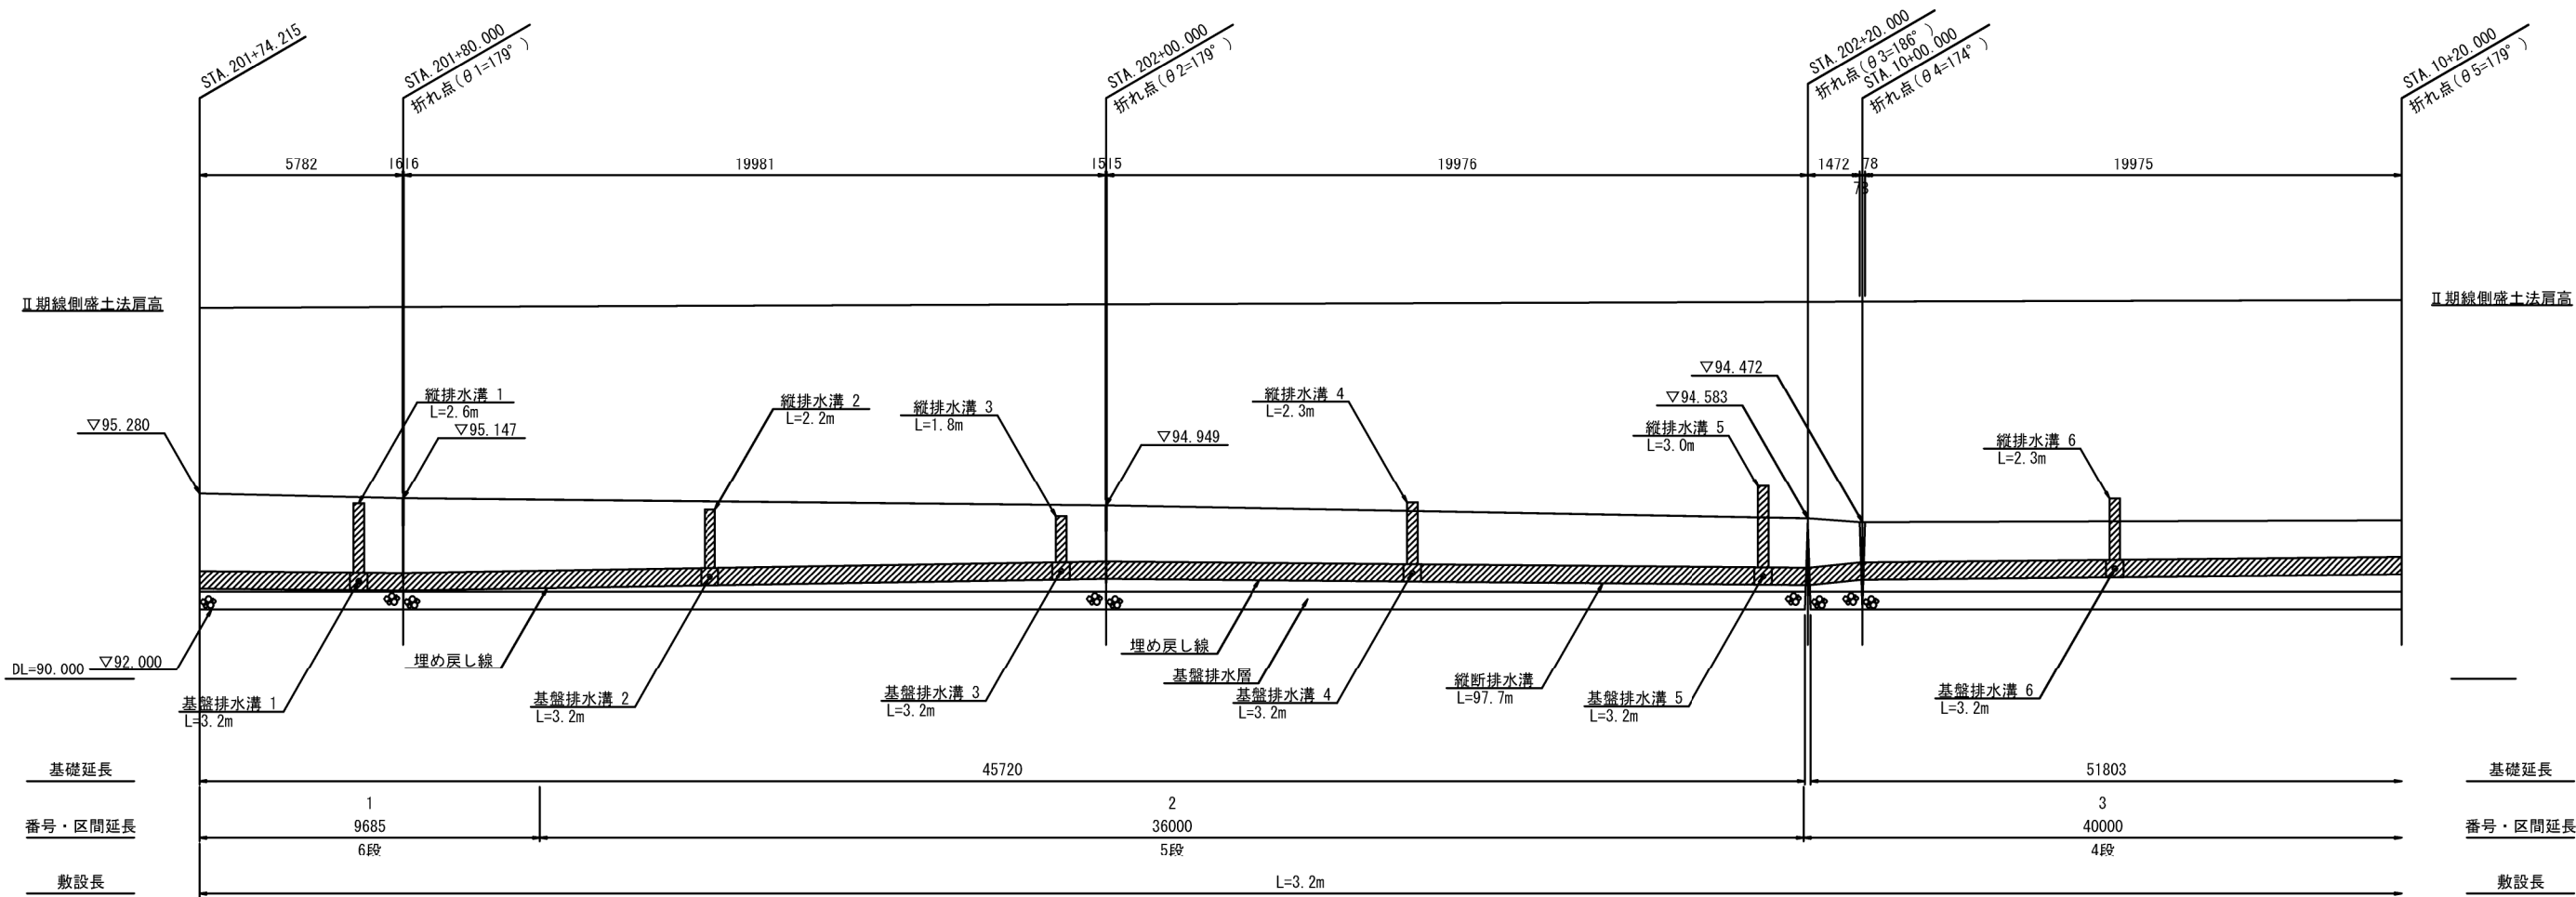 STA. 201+74.215
STA. 201+80.000
折れ点(θ1=179°)
STA. 202+00.000
折れ点(θ2=179°)
STA. 202+20.000
折れ点(θ3=186°)
STA. 10+00.000
折れ点(θ4=174°)
STA. 10+20.000
折れ点(θ5=179°)
5782
16
16
19981
15
15
19976
1472
78
78
19975
Ⅱ期線側盛土法肩高
Ⅱ期線側盛土法肩高
▽94.472
▽94.583
縦排水溝 1
L=2.6m
縦排水溝 2
L=2.2m
縦排水溝 3
L=1.8m
縦排水溝 4
L=2.3m
縦排水溝 5
L=3.0m
縦排水溝 6
L=2.3m
▽95.280
▽95.147
▽94.949
DL=90.000
▽92.000
埋め戻し線
埋め戻し線
基盤排水層
縦断排水溝
L=97.7m
基盤排水溝 1
L=3.2m
基盤排水溝 2
L=3.2m
基盤排水溝 3
L=3.2m
基盤排水溝 4
L=3.2m
基盤排水溝 5
L=3.2m
基盤排水溝 6
L=3.2m
基礎延長
45720
51803
基礎延長
1
2
3
番号・区間延長
9685
36000
40000
番号・区間延長
6段
5段
4段
敷設長
L=3.2m
敷設長